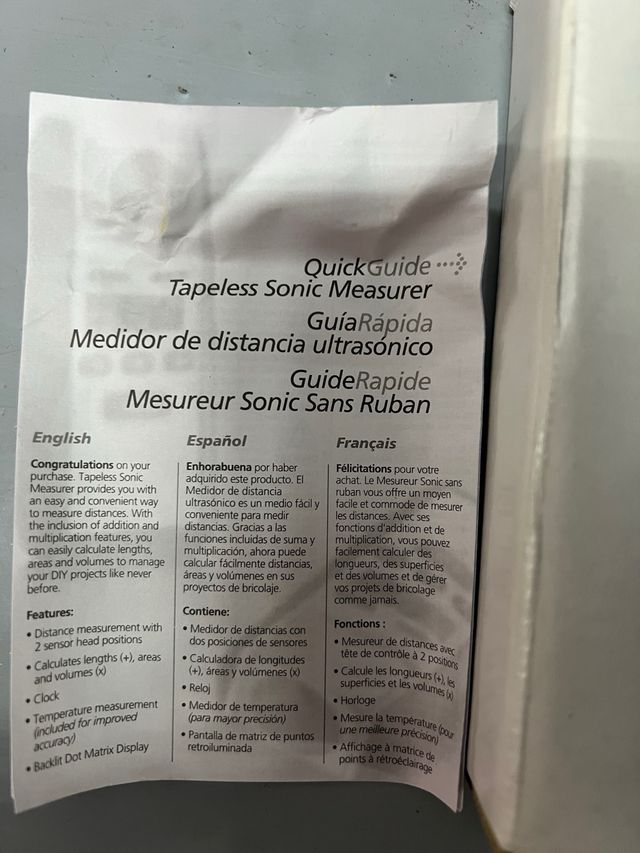 QuickGuide
Tapeless Sonic Measurer
GuíaRápida
Medidor de distancia ultrasónico
GuideRapide
Mesureur Sonic Sans Ruban
English
Congratulations on your
purchase. Tapeless Sonic
Measurer provides you with
an easy and convenient way
to measure distances. With
the inclusion of addition and
multiplication features, you
can easily calculate lengths,
areas and volumes to manage
your DIY projects like never
before.
Features:
• Distance measurement with
2 sensor head positions
• Calculates lengths (+), areas
and volumes (x)
• Clock
• Temperature measurement
(included for improved
accuracy)
• Backlit Dot Matrix Display
Español
Enhorabuena por haber
adquirido este producto. El
Medidor de distancia
ultrasónico es un medio fácil y
conveniente para medir
distancias. Gracias a las
funciones incluidas de suma y
multiplicación, ahora puede
calcular fácilmente distancias,
áreas y volúmenes en sus
proyectos de bricolaje.
Contiene:
• Medidor de distancias con
dos posiciones de sensores
• Calculadora de longitudes
(+), áreas y volúmenes (x)
• Reloj
• Medidor de temperatura
(para mayor precisión)
• Pantalla de matriz de puntos
retroiluminada
Français
Félicitations pour votre
achat. Le Mesureur Sonic sans
ruban vous offre un moyen
facile et commode de mesurer
les distances. Avec ses
fonctions d'addition et de
multiplication, vous pouvez
facilement calculer des
longueurs, des superficies
et des volumes et de gérer
vos projets de bricolage
comme jamais.
Fonctions :
• Mesureur de distances avec
tête de contrôle à 2 positions
• Calcule les longueurs (+), les
superficies et les volumes (x)
• Horloge
• Mesure la température (pour
une meilleure précision)
• Affichage à matrice de
points à rétroéclairage